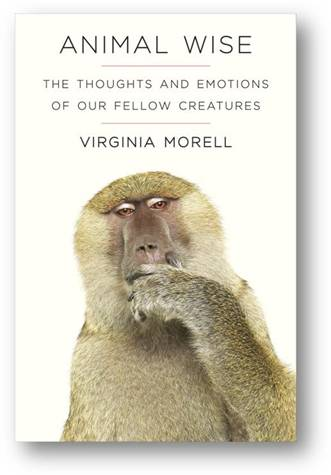 ANIMAL WISE
THE THOUGHTS AND EMOTIONS
OF OUR FELLOW CREATURES
VIRGINIA MORELL